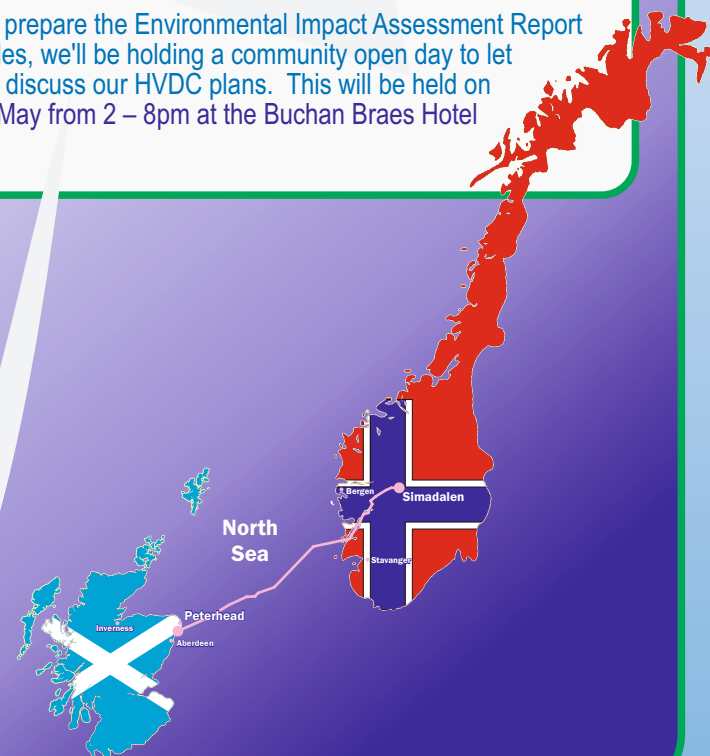 prepare the Environmental Impact Assessment Report
les, we'll be holding a community open day to let
discuss our HVDC plans. This will be held on
May from 2 – 8pm at the Buchan Braes Hotel
Bergen
Simadalen
North
Sea
Stavanger
Peterhead
Inverness
Aberdeen